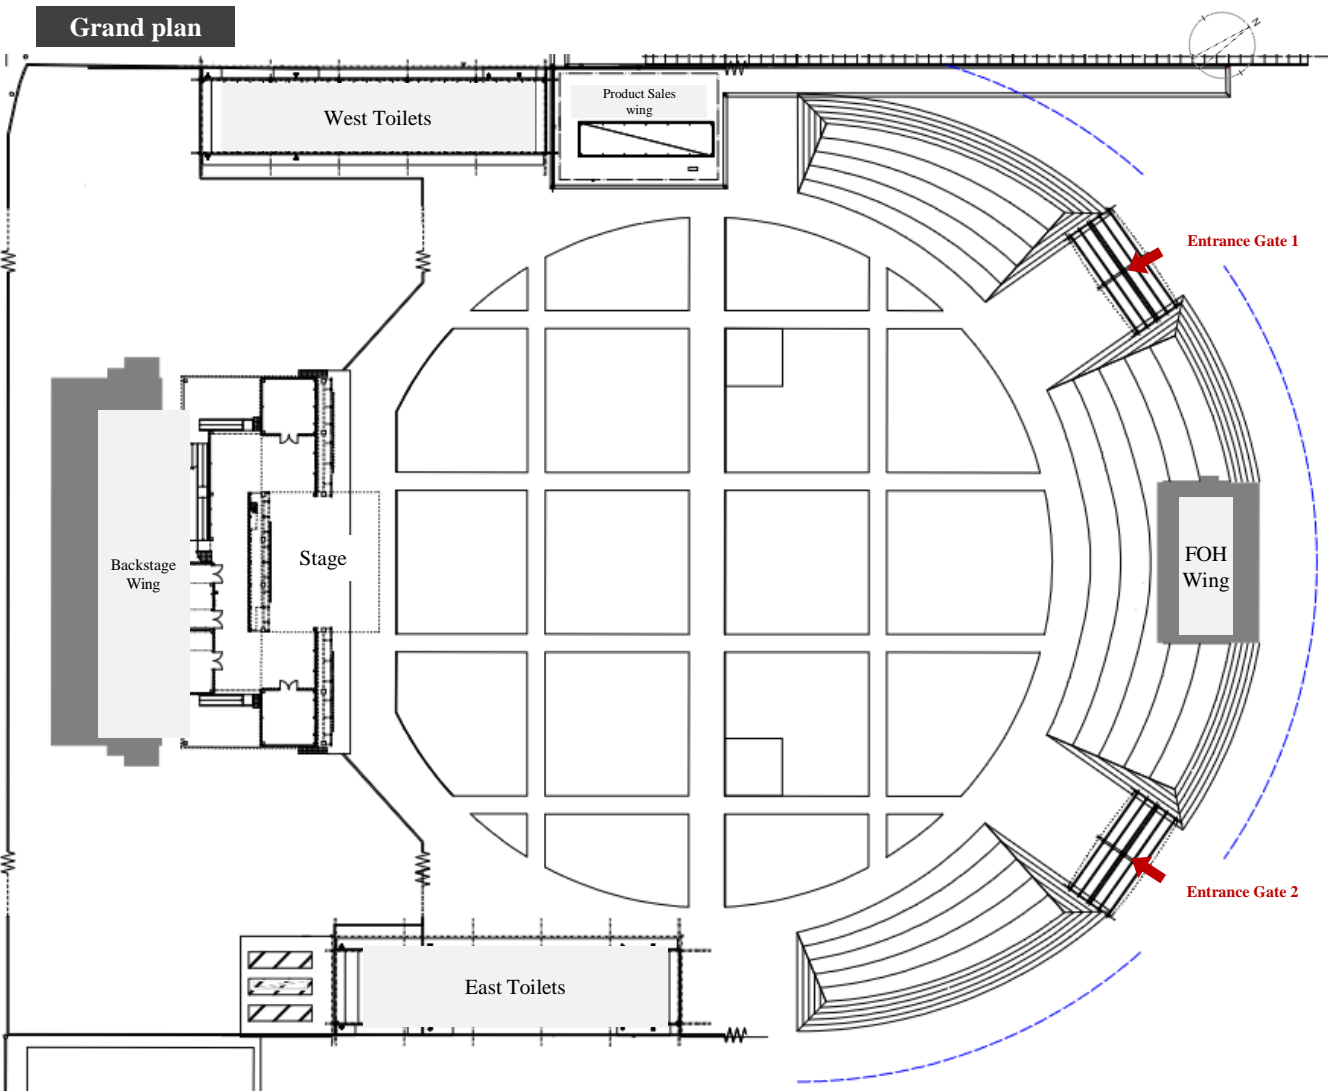 Grand plan
N
West Toilets
Product Sales
wing
Entrance Gate 1
Backstage
Wing
Stage
FOH
Wing
Entrance Gate 2
East Toilets